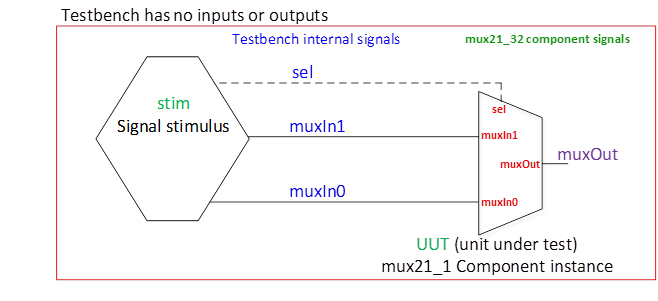 Testbench has no inputs or outputs
Testbench internal signals
mux21_32 component signals
sel
stim
Signal stimulus
sel
muxIn1
muxIn1
muxOut
muxOut
muxIn0
muxIn0
UUT (unit under test)
mux21_1 Component instance